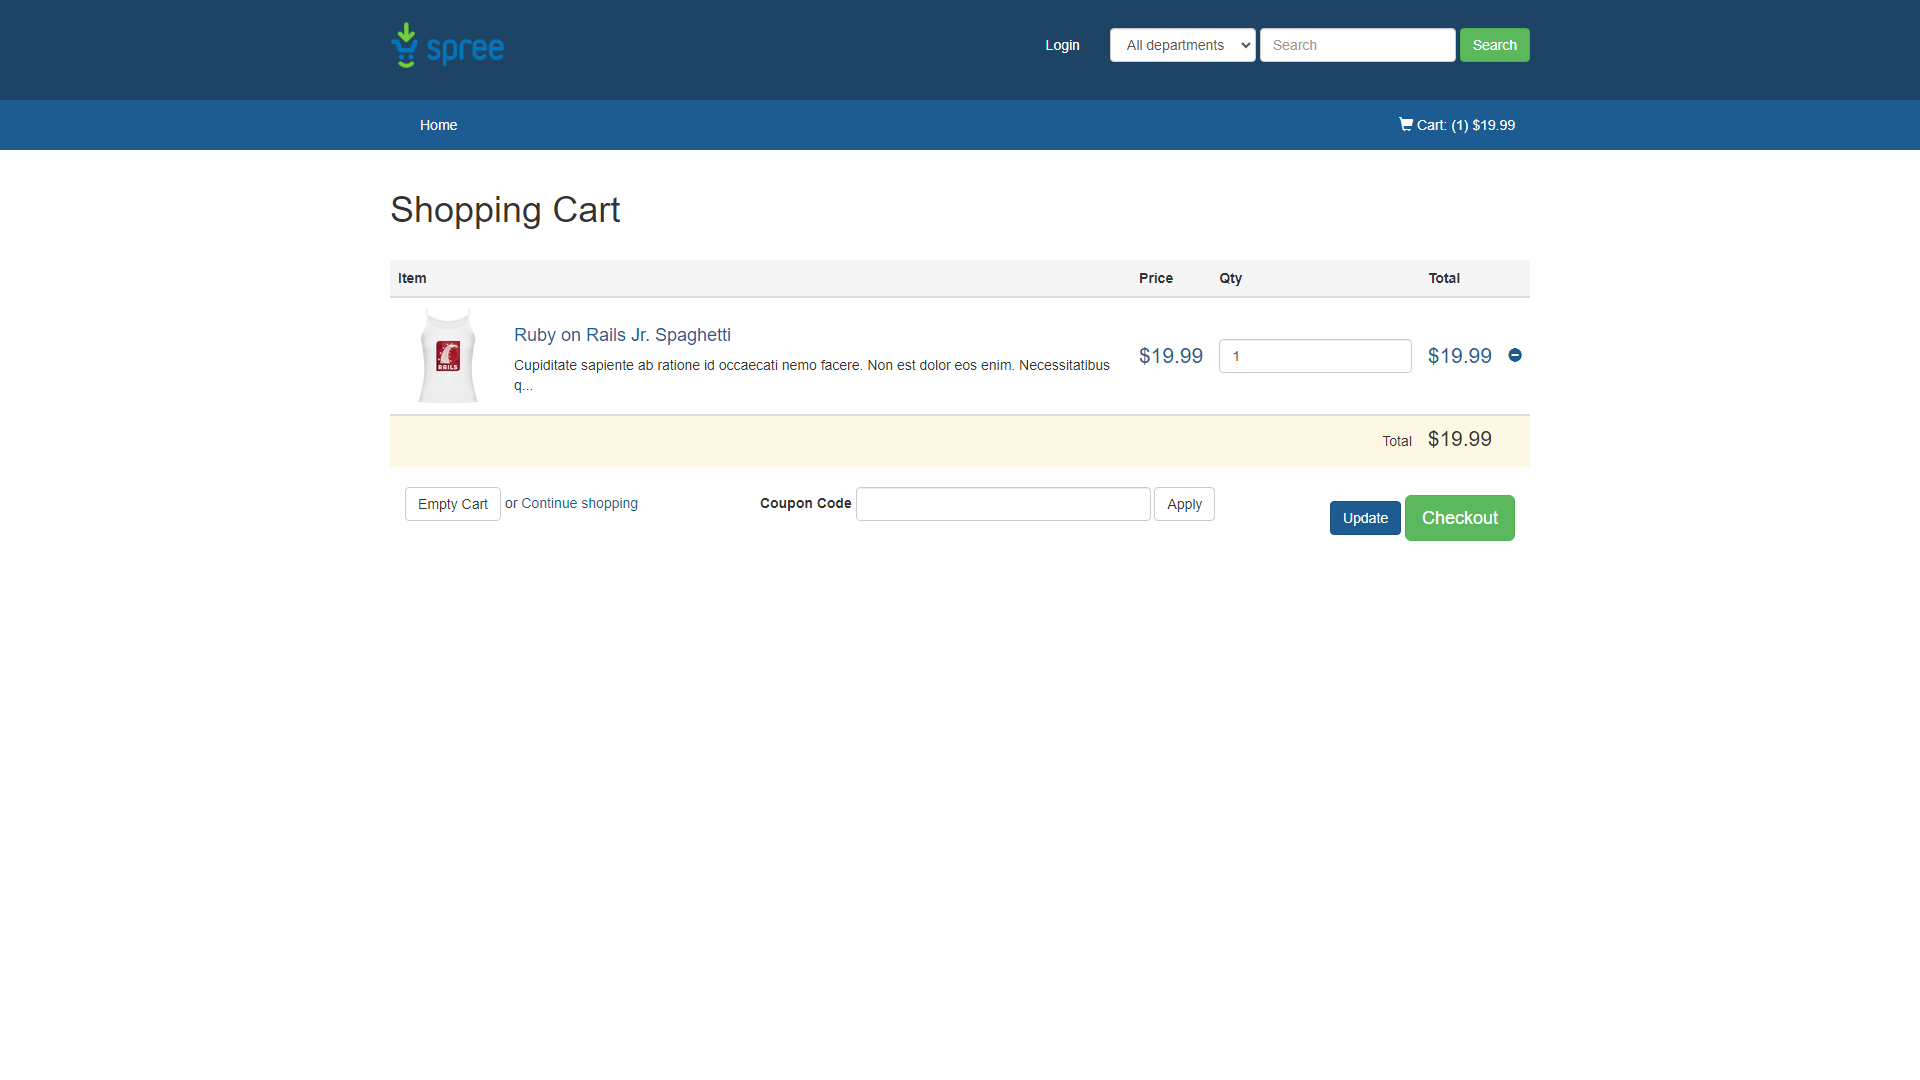 spree
Login
All departments
Search
Search
Home
Cart: (1) $19.99
Shopping Cart
Item Price Qty Total
RAILS
Ruby on Rails Jr. Spaghetti
Cupiditate sapiente ab ratione id occaecati nemo facere. Non est dolor eos enim. Necessitatibus
q...
$19.99 1 $19.99
Total $19.99
Empty Cart or Continue shopping
Coupon Code Apply
Update Checkout